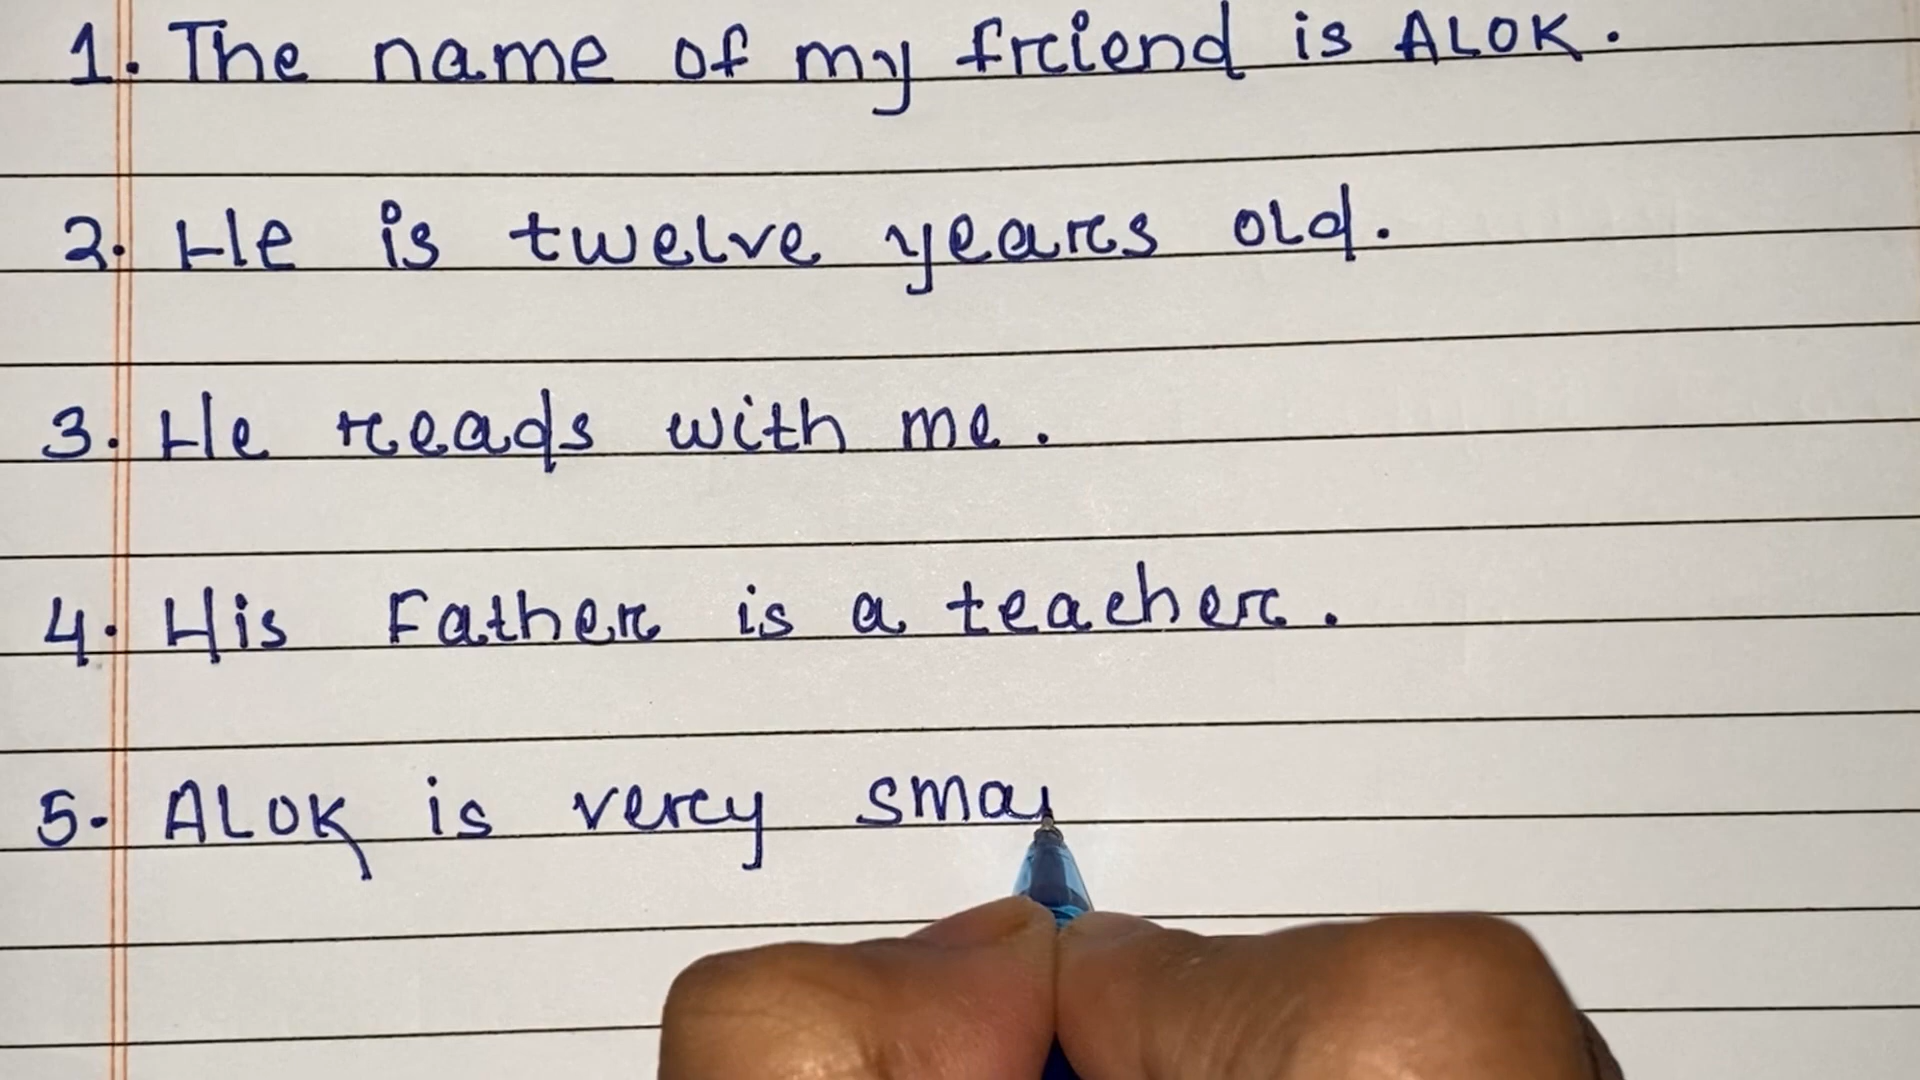 1. The name of my friend is ALOK.
2. He is twelve years old.
3. He reads with me.
4. His Father is a teacher.
5. ALOK is very sma